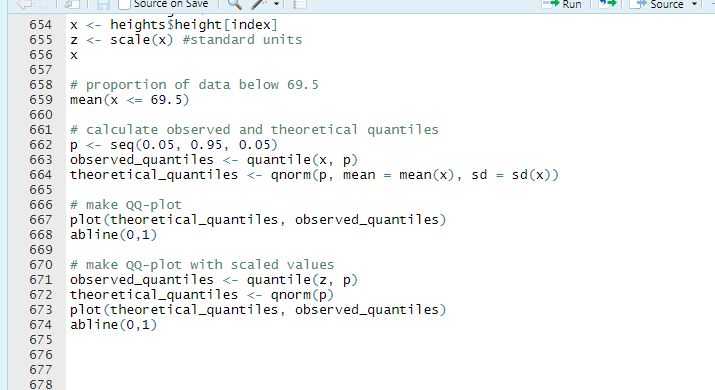 Source on Save Run Source
654 x <- heights$height[index]
655 z <- scale(x) #standard units
656 x
657
658 # proportion of data below 69.5
659 mean(x <= 69.5)
660
661 # calculate observed and theoretical quantiles
662 p <- seq(0.05, 0.95, 0.05)
663 observed_quantiles <- quantile(x, p)
664 theoretical_quantiles <- qnorm(p, mean = mean(x), sd = sd(x))
665
666 # make QQ-plot
667 plot(theoretical_quantiles, observed_quantiles)
668 abline(0,1)
669
670 # make QQ-plot with scaled values
671 observed_quantiles <- quantile(z, p)
672 theoretical_quantiles <- qnorm(p)
673 plot(theoretical_quantiles, observed_quantiles)
674 abline(0,1)
675
676
677
678